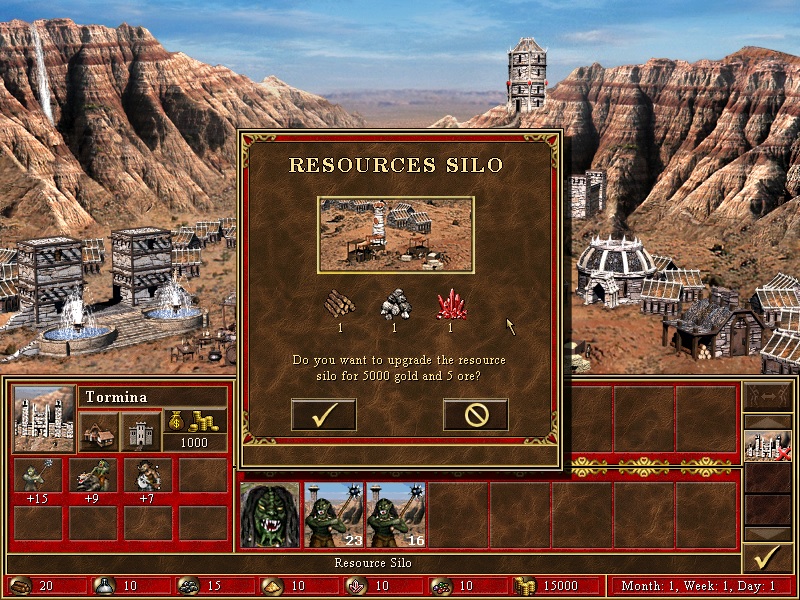 RESOURCES SILO
1 1 1
Do you want to upgrade the resource
silo for 5000 gold and 5 ore?
Tormina
1000
+15 +9 +7
23 16
Resource Silo
20 10 15 10 10 10 15000 Month: 1, Week: 1, Day: 1